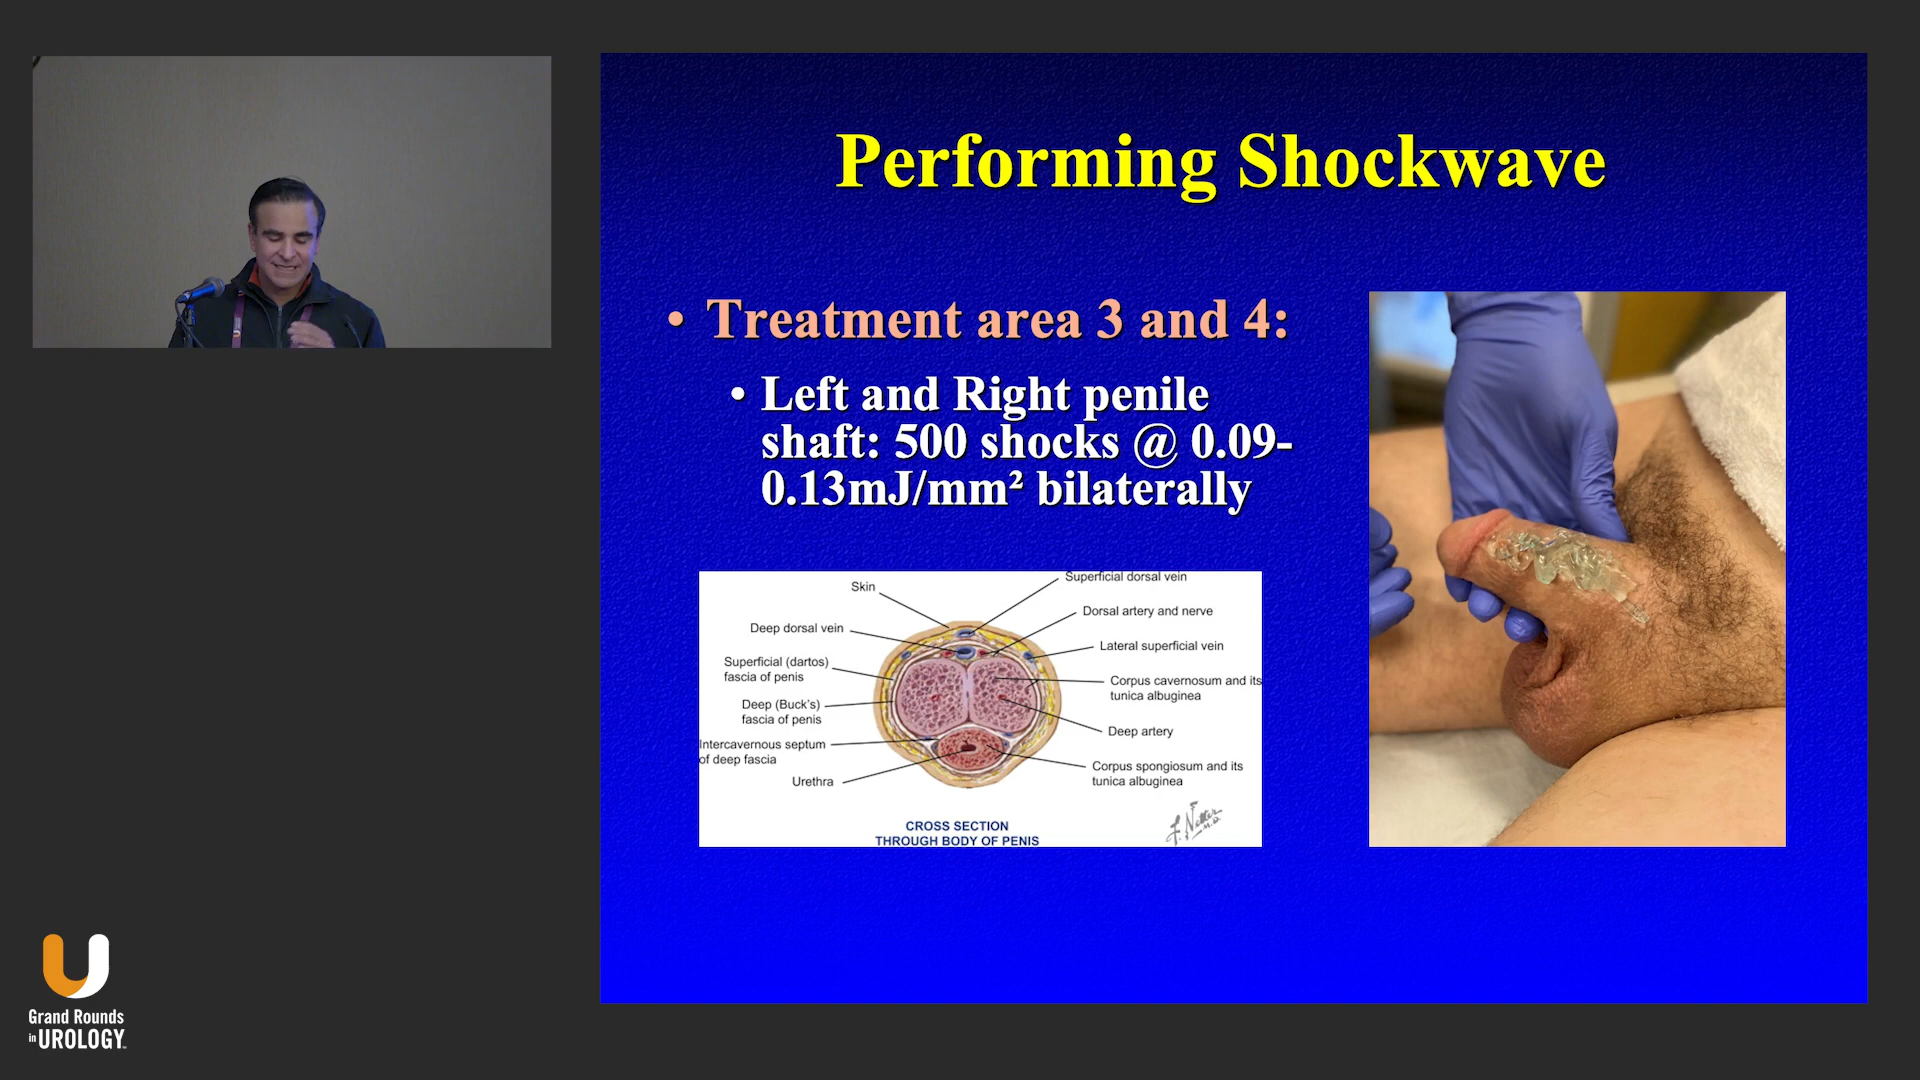 Performing Shockwave
• Treatment area 3 and 4:
• Left and Right penile
shaft: 500 shocks @ 0.09-
0.13mJ/mm² bilaterally
Skin
Superficial dorsal vein
Deep dorsal vein
Dorsal artery and nerve
Superficial (dartos)
fascia of penis
Lateral superficial vein
Deep (Buck's)
fascia of penis
Corpus cavernosum and its
tunica albuginea
Intercavernous septum
of deep fascia
Deep artery
Urethra
Corpus spongiosum and its
tunica albuginea
CROSS SECTION
THROUGH BODY OF PENIS
F. Netter
M.D.
Grand Rounds
in UROLOGY